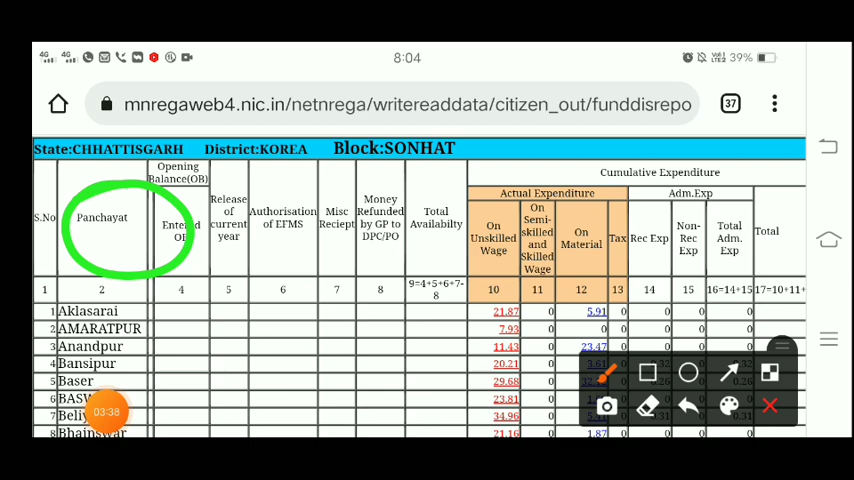 4G 4G 8:04 39%
mnregaweb4.nic.in/netnrega/writereaddata/citizen_out/funddisrepo 37
State:CHHATTISGARH District:KOREA Block:SONHAT
S.No Panchayat Opening Balance(OB) Release of current year Authorisation of EFMS Misc Reciept Money Refunded by GP to DPC/PO Total Availabilty Cumulative Expenditure
Entered OB Actual Expenditure Adm.Exp Total
On Unskilled Wage On Semi-skilled and Skilled Wage On Material Tax Rec Exp Non-Rec Exp Total Adm. Exp
1 2 4 5 6 7 8 9=4+5+6+7-8 10 11 12 13 14 15 16=14+15 17=10+11+
1 Aklasarai 21.87 0 5.91 0 0 0 0
2 AMARATPUR 7.93 0 0 0 0 0 0
3 Anandpur 11.43 0 23.47 0 0 0 0
4 Bansipur 20.21 0
5 Baser 29.68 0
6 23.81 0
7 34.96 0
8 Bhainswar 21.16 0 1.87 0 0 0 0
03:38